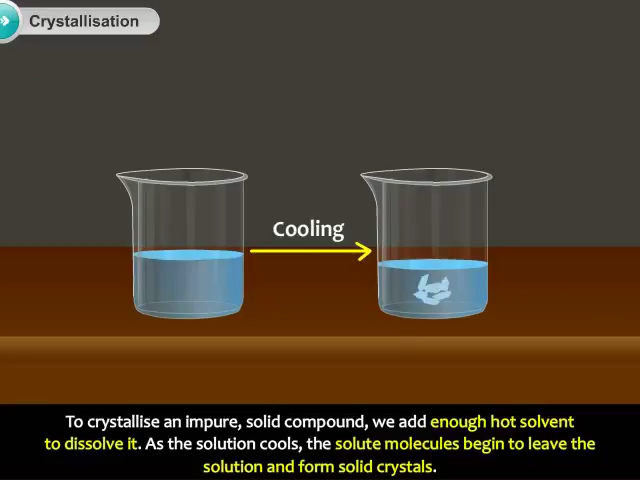 Crystallisation
Cooling
To crystallise an impure, solid compound, we add enough hot solvent
to dissolve it. As the solution cools, the solute molecules begin to leave the
solution and form solid crystals.